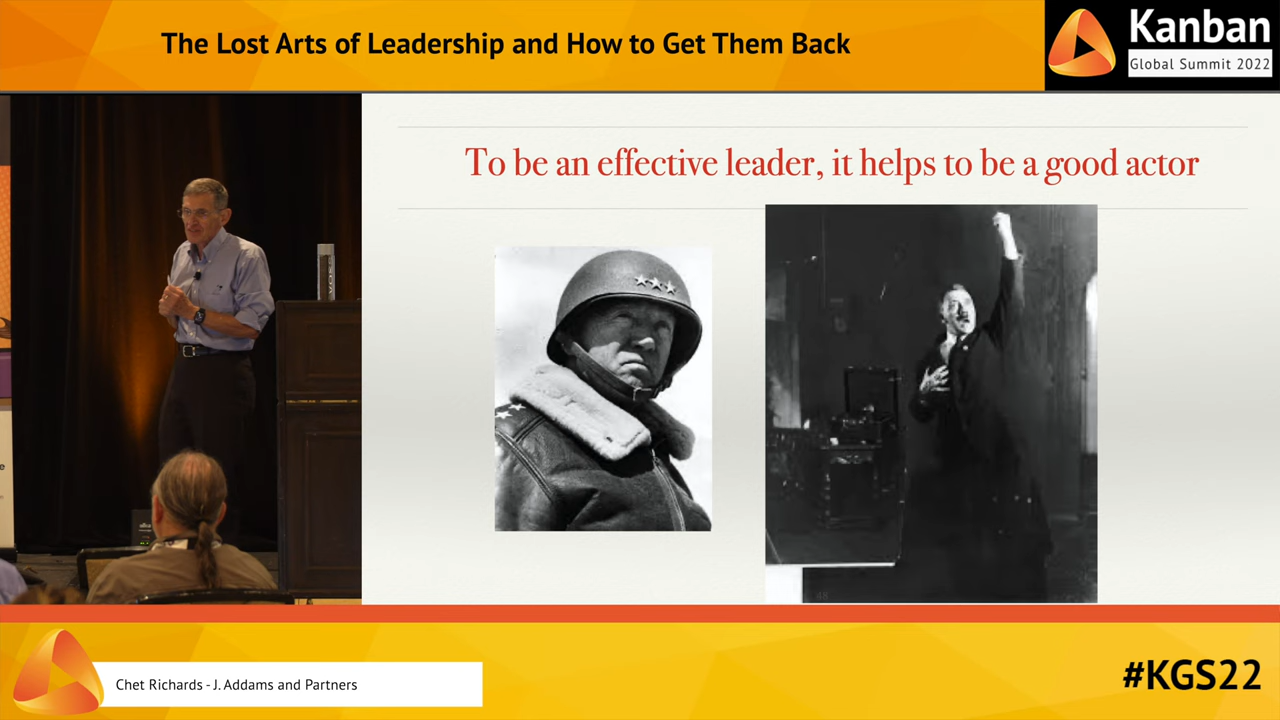 The Lost Arts of Leadership and How to Get Them Back
Kanban
Global Summit 2022
To be an effective leader, it helps to be a good actor
Chet Richards - J. Addams and Partners
#KGS22